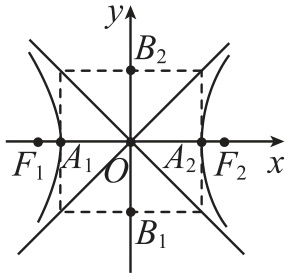 y
B₂
F₁ A₁ O A₂ F₂ x
B₁